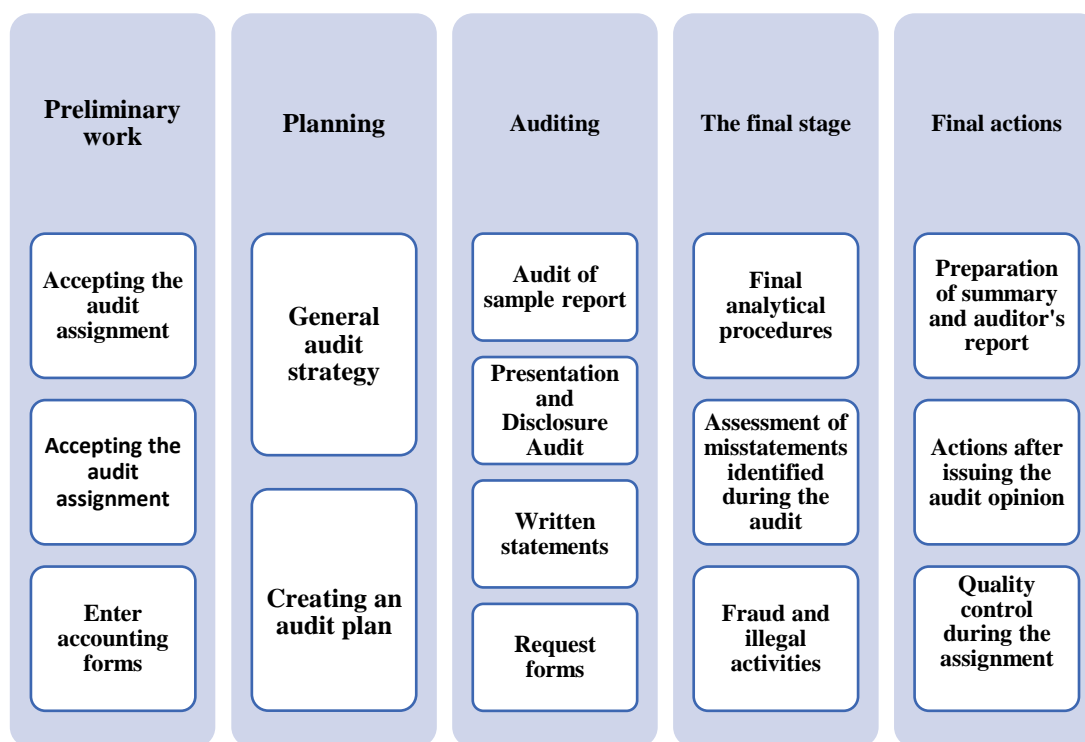 Preliminary
work
Accepting the
audit
assignment
Accepting the
audit
assignment
Enter
accounting
forms
Planning
General
audit
strategy
Creating an
audit plan
Auditing
Audit of
sample report
Presentation
and
Disclosure
Audit
Written
statements
Request
forms
The final stage
Final
analytical
procedures
Assessment of
misstatements
identified
during the
audit
Fraud and
illegal
activities
Final actions
Preparation
of summary
and auditor's
report
Actions after
issuing the
audit opinion
Quality
control
during the
assignment